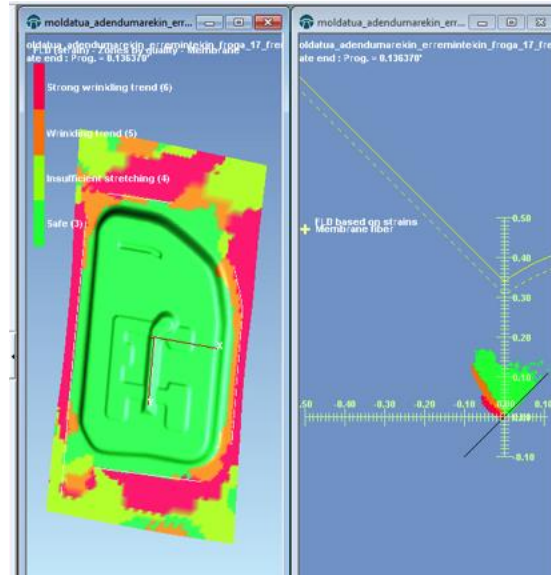 moldatua_adendumarekin_err...
oldatua_adendumarekin_erremintekin_froga_17_fre
FLD (strain) - Zones by quality - Membrane
ate end : Prog. = 0.136370*
Strong wrinkling trend (6)
Wrinkling trend (5)
Insufficient stretching (4)
Safe (3)
X
moldatua_adendumarekin_err...
oldatua_adendumarekin_erremintekin_froga_17_fre
ate end : Prog. = 0.136370*
FLD based on strains
Membrane fiber
0.50
0.40
0.30
0.20
0.10
.50 -0.40 -0.30 -0.20 -0.10 0.00 0.10
-0.10